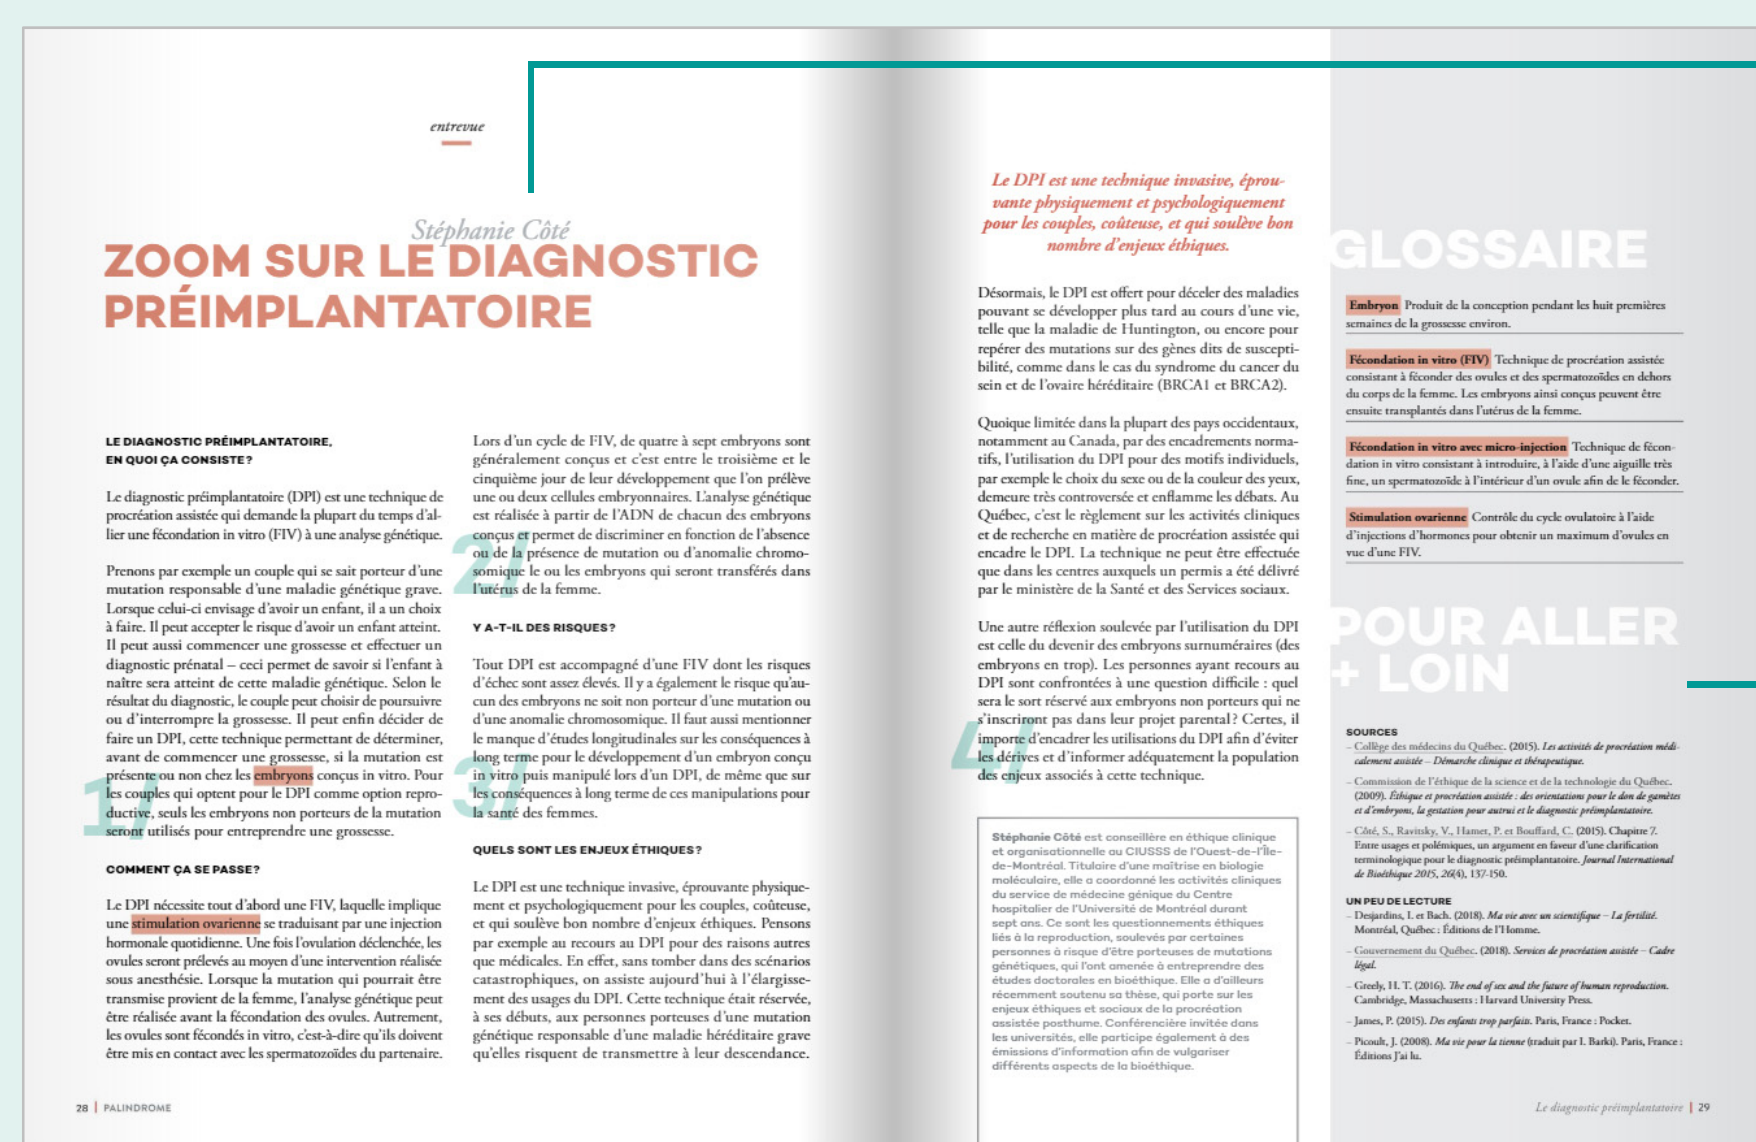 entrevue
Stéphanie Côté
ZOOM SUR LE DIAGNOSTIC
PRÉIMPLANTATOIRE
LE DIAGNOSTIC PRÉIMPLANTATOIRE,
EN QUOI ÇA CONSISTE?
Le diagnostic préimplantatoire (DPI) est une technique de
procréation assistée qui demande la plupart du temps d'al-
lier une fécondation in vitro (FIV) à une analyse génétique.
Prenons par exemple un couple qui se sait porteur d'une
mutation responsable d'une maladie génétique grave.
Lorsque celui-ci envisage d'avoir un enfant, il a un choix
à faire. Il peut accepter le risque d'avoir un enfant atteint.
Il peut aussi commencer une grossesse et effectuer un
diagnostic prénatal – ceci permet de savoir si l'enfant à
naître sera atteint de cette maladie génétique. Selon le
résultat du diagnostic, le couple peut choisir de poursuivre
ou d'interrompre la grossesse. Il peut enfin décider de
faire un DPI, cette technique permettant de déterminer,
avant de commencer une grossesse, si la mutation est
présente ou non chez les embryons conçus in vitro. Pour
les couples qui optent pour le DPI comme option repro-
ductive, seuls les embryons non porteurs de la mutation
seront utilisés pour entreprendre une grossesse.
1/
COMMENT ÇA SE PASSE?
Le DPI nécessite tout d'abord une FIV, laquelle implique
une stimulation ovarienne se traduisant par une injection
hormonale quotidienne. Une fois l'ovulation déclenchée, les
ovules seront prélevés au moyen d'une intervention réalisée
sous anesthésie. Lorsque la mutation qui pourrait être
transmise provient de la femme, l'analyse génétique peut
être réalisée avant la fécondation des ovules. Autrement,
les ovules sont fécondés in vitro, c'est-à-dire qu'ils doivent
être mis en contact avec les spermatozoïdes du partenaire.
Lors d'un cycle de FIV, de quatre à sept embryons sont
généralement conçus et c'est entre le troisième et le
cinquième jour de leur développement que l'on prélève
une ou deux cellules embryonnaires. L'analyse génétique
est réalisée à partir de l'ADN de chacun des embryons
conçus et permet de discriminer en fonction de l'absence
ou de la présence de mutation ou d'anomalie chromo-
somique le ou les embryons qui seront transférés dans
l'utérus de la femme.
2/
Y A-T-IL DES RISQUES?
Tout DPI est accompagné d'une FIV dont les risques
d'échec sont assez élevés. Il y a également le risque qu'au-
cun des embryons ne soit non porteur d'une mutation ou
d'une anomalie chromosomique. Il faut aussi mentionner
le manque d'études longitudinales sur les conséquences à
long terme pour le développement d'un embryon conçu
in vitro puis manipulé lors d'un DPI, de même que sur
les conséquences à long terme de ces manipulations pour
la santé des femmes.
3/
QUELS SONT LES ENJEUX ÉTHIQUES?
Le DPI est une technique invasive, éprouvante physique-
ment et psychologiquement pour les couples, coûteuse,
et qui soulève bon nombre d'enjeux éthiques. Pensons
par exemple au recours au DPI pour des raisons autres
que médicales. En effet, sans tomber dans des scénarios
catastrophiques, on assiste aujourd'hui à l'élargisse-
ment des usages du DPI. Cette technique était réservée,
à ses débuts, aux personnes porteuses d'une mutation
génétique responsable d'une maladie héréditaire grave
qu'elles risquent de transmettre à leur descendance.
28 | PALINDROME
Le DPI est une technique invasive, éprou-
vante physiquement et psychologiquement
pour les couples, coûteuse, et qui soulève bon
nombre d'enjeux éthiques.
Désormais, le DPI est offert pour déceler des maladies
pouvant se développer plus tard au cours d'une vie,
telle que la maladie de Huntington, ou encore pour
repérer des mutations sur des gènes dits de suscepti-
bilité, comme dans le cas du syndrome du cancer du
sein et de l'ovaire héréditaire (BRCA1 et BRCA2).
Quoique limitée dans la plupart des pays occidentaux,
notamment au Canada, par des encadrements norma-
tifs, l'utilisation du DPI pour des motifs individuels,
par exemple le choix du sexe ou de la couleur des yeux,
demeure très controversée et enflamme les débats. Au
Québec, c'est le règlement sur les activités cliniques
et de recherche en matière de procréation assistée qui
encadre le DPI. La technique ne peut être effectuée
que dans les centres auxquels un permis a été délivré
par le ministère de la Santé et des Services sociaux.
Une autre réflexion soulevée par l'utilisation du DPI
est celle du devenir des embryons surnuméraires (des
embryons en trop). Les personnes ayant recours au
DPI sont confrontées à une question difficile : quel
sera le sort réservé aux embryons non porteurs qui ne
s'inscriront pas dans leur projet parental? Certes, il
importe d'encadrer les utilisations du DPI afin d'éviter
les dérives et d'informer adéquatement la population
des enjeux associés à cette technique.
4/
Stéphanie Côté est conseillère en éthique clinique
et organisationnelle au CIUSSS de l'Ouest-de-l'Île-
de-Montréal. Titulaire d'une maîtrise en biologie
moléculaire, elle a coordonné les activités cliniques
du service de médecine génique du Centre
hospitalier de l'Université de Montréal durant
sept ans. Ce sont les questionnements éthiques
liés à la reproduction, soulevés par certaines
personnes à risque d'être porteuses de mutations
génétiques, qui l'ont amenée à entreprendre des
études doctorales en bioéthique. Elle a d'ailleurs
récemment soutenu sa thèse, qui porte sur les
enjeux éthiques et sociaux de la procréation
assistée posthume. Conférencière invitée dans
les universités, elle participe également à des
émissions d'information afin de vulgariser
différents aspects de la bioéthique.
GLOSSAIRE
Embryon Produit de la conception pendant les huit premières
semaines de la grossesse environ.
Fécondation in vitro (FIV) Technique de procréation assistée
consistant à féconder des ovules et des spermatozoïdes en dehors
du corps de la femme. Les embryons ainsi conçus peuvent être
ensuite transplantés dans l'utérus de la femme.
Fécondation in vitro avec micro-injection Technique de fécon-
dation in vitro consistant à introduire, à l'aide d'une aiguille très
fine, un spermatozoïde à l'intérieur d'un ovule afin de le féconder.
Stimulation ovarienne Contrôle du cycle ovulatoire à l'aide
d'injections d'hormones pour obtenir un maximum d'ovules en
vue d'une FIV.
POUR ALLER
+ LOIN
SOURCES
– Collège des médecins du Québec. (2015). Les activités de procréation médi-
calement assistée – Démarche clinique et thérapeutique.
– Commission de l'éthique de la science et de la technologie du Québec.
(2009). Éthique et procréation assistée : des orientations pour le don de gamètes
et d'embryons, la gestation pour autrui et le diagnostic préimplantatoire.
– Côté, S., Ravitsky, V., Hamet, P. et Bouffard, C. (2015). Chapitre 7.
Entre usages et polémiques, un argument en faveur d'une clarification
terminologique pour le diagnostic préimplantatoire. Journal International
de Bioéthique 2015, 26(4), 137-150.
UN PEU DE LECTURE
– Desjardins, I. et Bach. (2018). Ma vie avec un scientifique – La fertilité.
Montréal, Québec : Éditions de l'Homme.
– Gouvernement du Québec. (2018). Services de procréation assistée – Cadre
légal.
– Greely, H. T. (2016). The end of sex and the future of human reproduction.
Cambridge, Massachusetts : Harvard University Press.
– James, P. (2015). Des enfants trop parfaits. Paris, France : Pocket.
– Picoult, J. (2008). Ma vie pour la tienne (traduit par I. Barki). Paris, France :
Éditions J'ai lu.
Le diagnostic préimplantatoire | 29